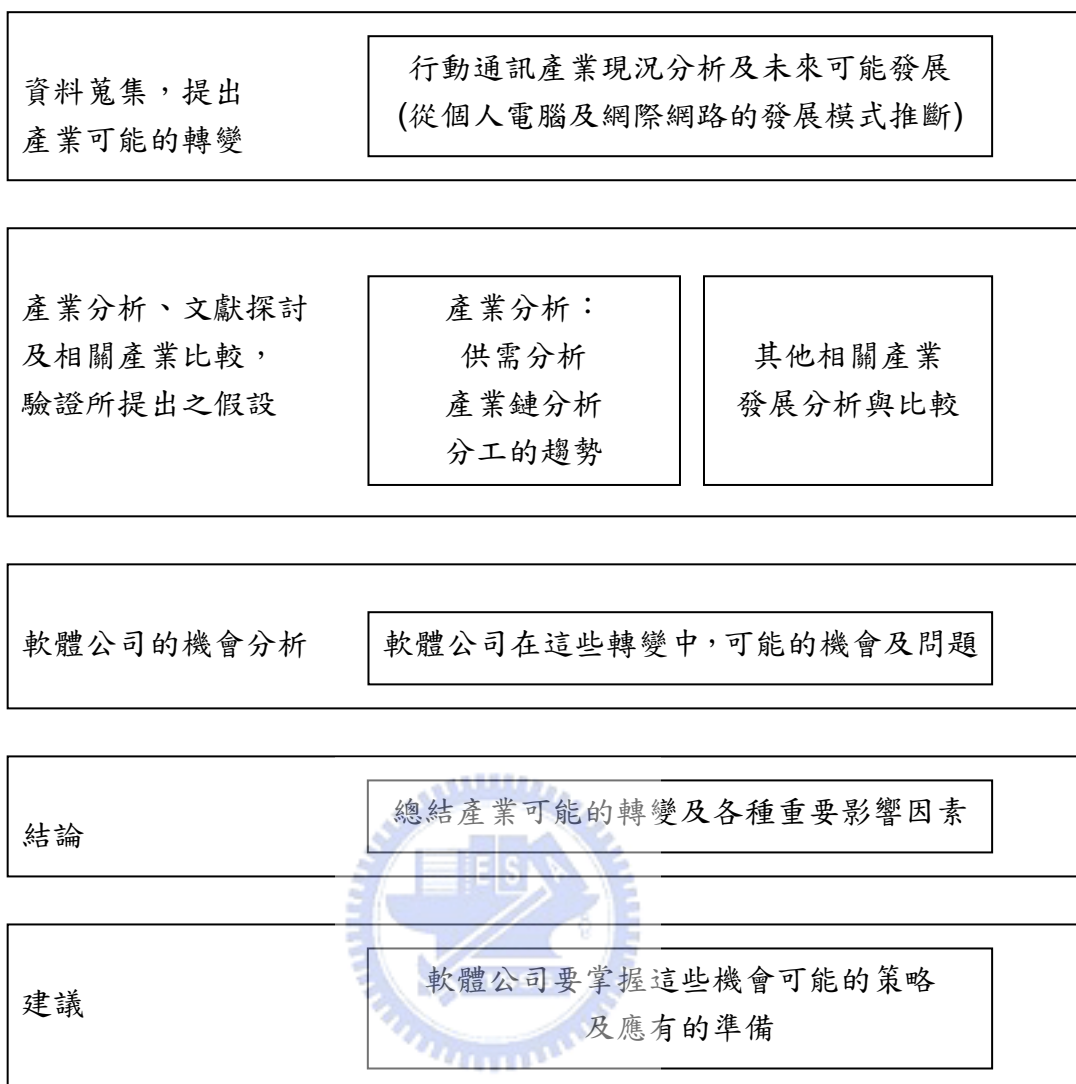 資料蒐集，提出
產業可能的轉變
行動通訊產業現況分析及未來可能發展
(從個人電腦及網際網路的發展模式推斷)
產業分析、文獻探討
及相關產業比較，
驗證所提出之假設
產業分析：
供需分析
產業鏈分析
分工的趨勢
其他相關產業
發展分析與比較
軟體公司的機會分析
軟體公司在這些轉變中，可能的機會及問題
結論
總結產業可能的轉變及各種重要影響因素
ESA
建議
軟體公司要掌握這些機會可能的策略
及應有的準備